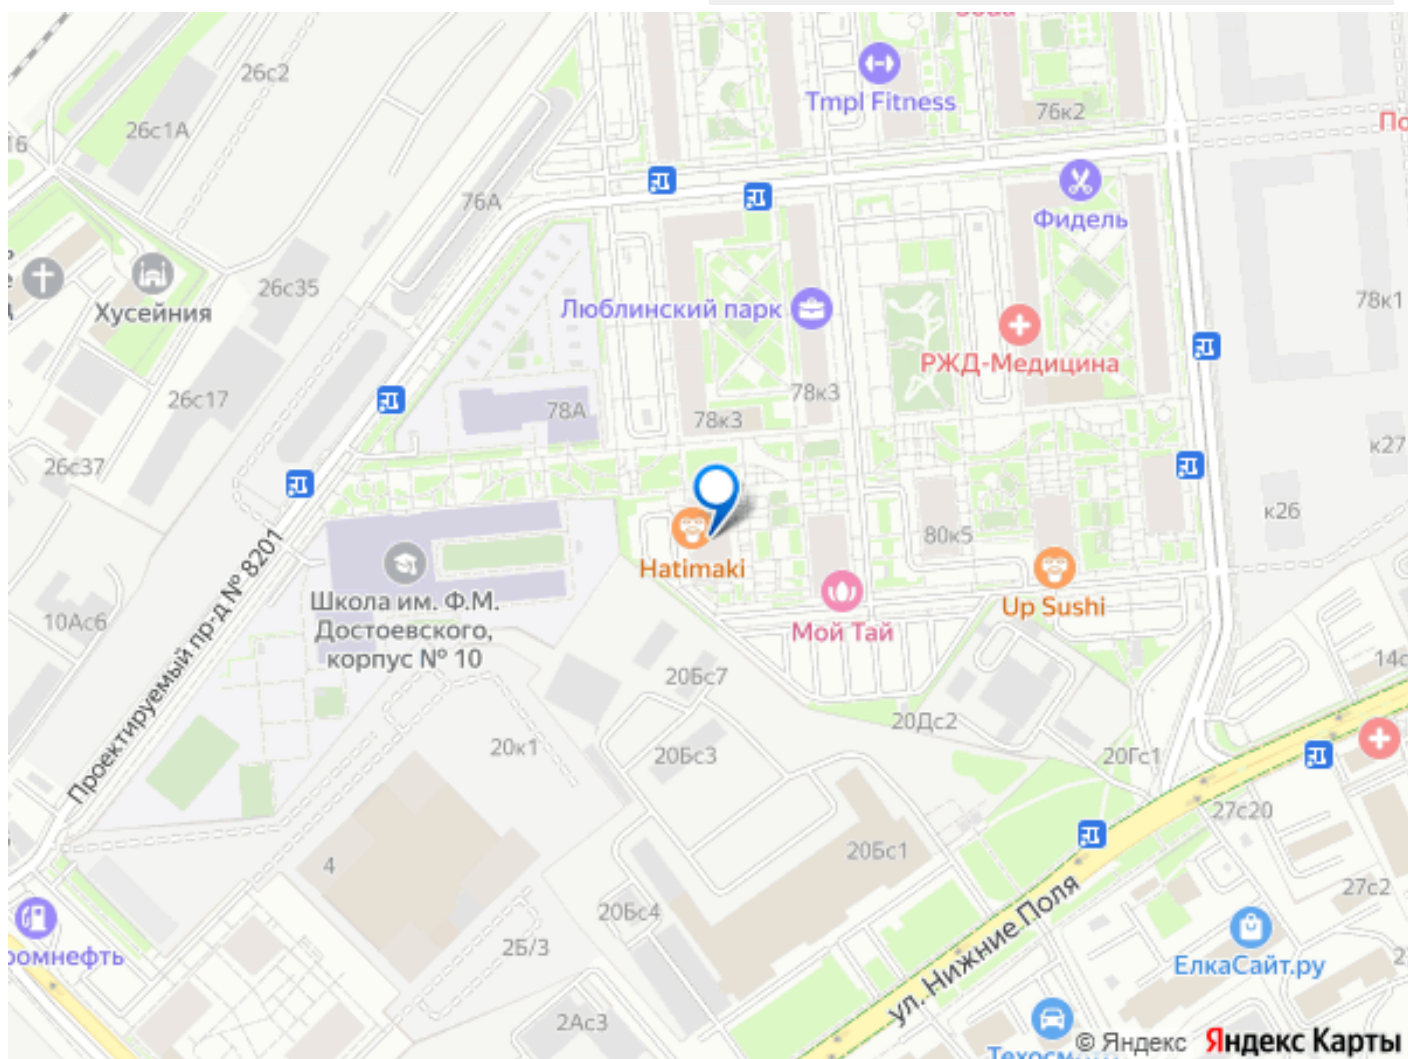 26с2
Tmpl Fitness
76к2
26с1А
16
76А
Фидель
Хусейния
26с35
Люблинский парк
78к1
РЖД-Медицина
26с17
78А
78к3
78к3
26с37
к27
к26
80к5
Hatimaki
Up Sushi
Проектируемый пр-д № 8201
Школа им. Ф.М.
Достоевского,
корпус № 10
10Ас6
Мой Тай
20Бс7
14с
20Дс2
20к1
20Бс3
20Гс1
27с20
4
20Бс1
27с2
20Бс4
2Б/3
ул. Нижние Поля
ромнефть
ЕлкаСайт.ру
2Ас3
© Яндекс Яндекс Карты